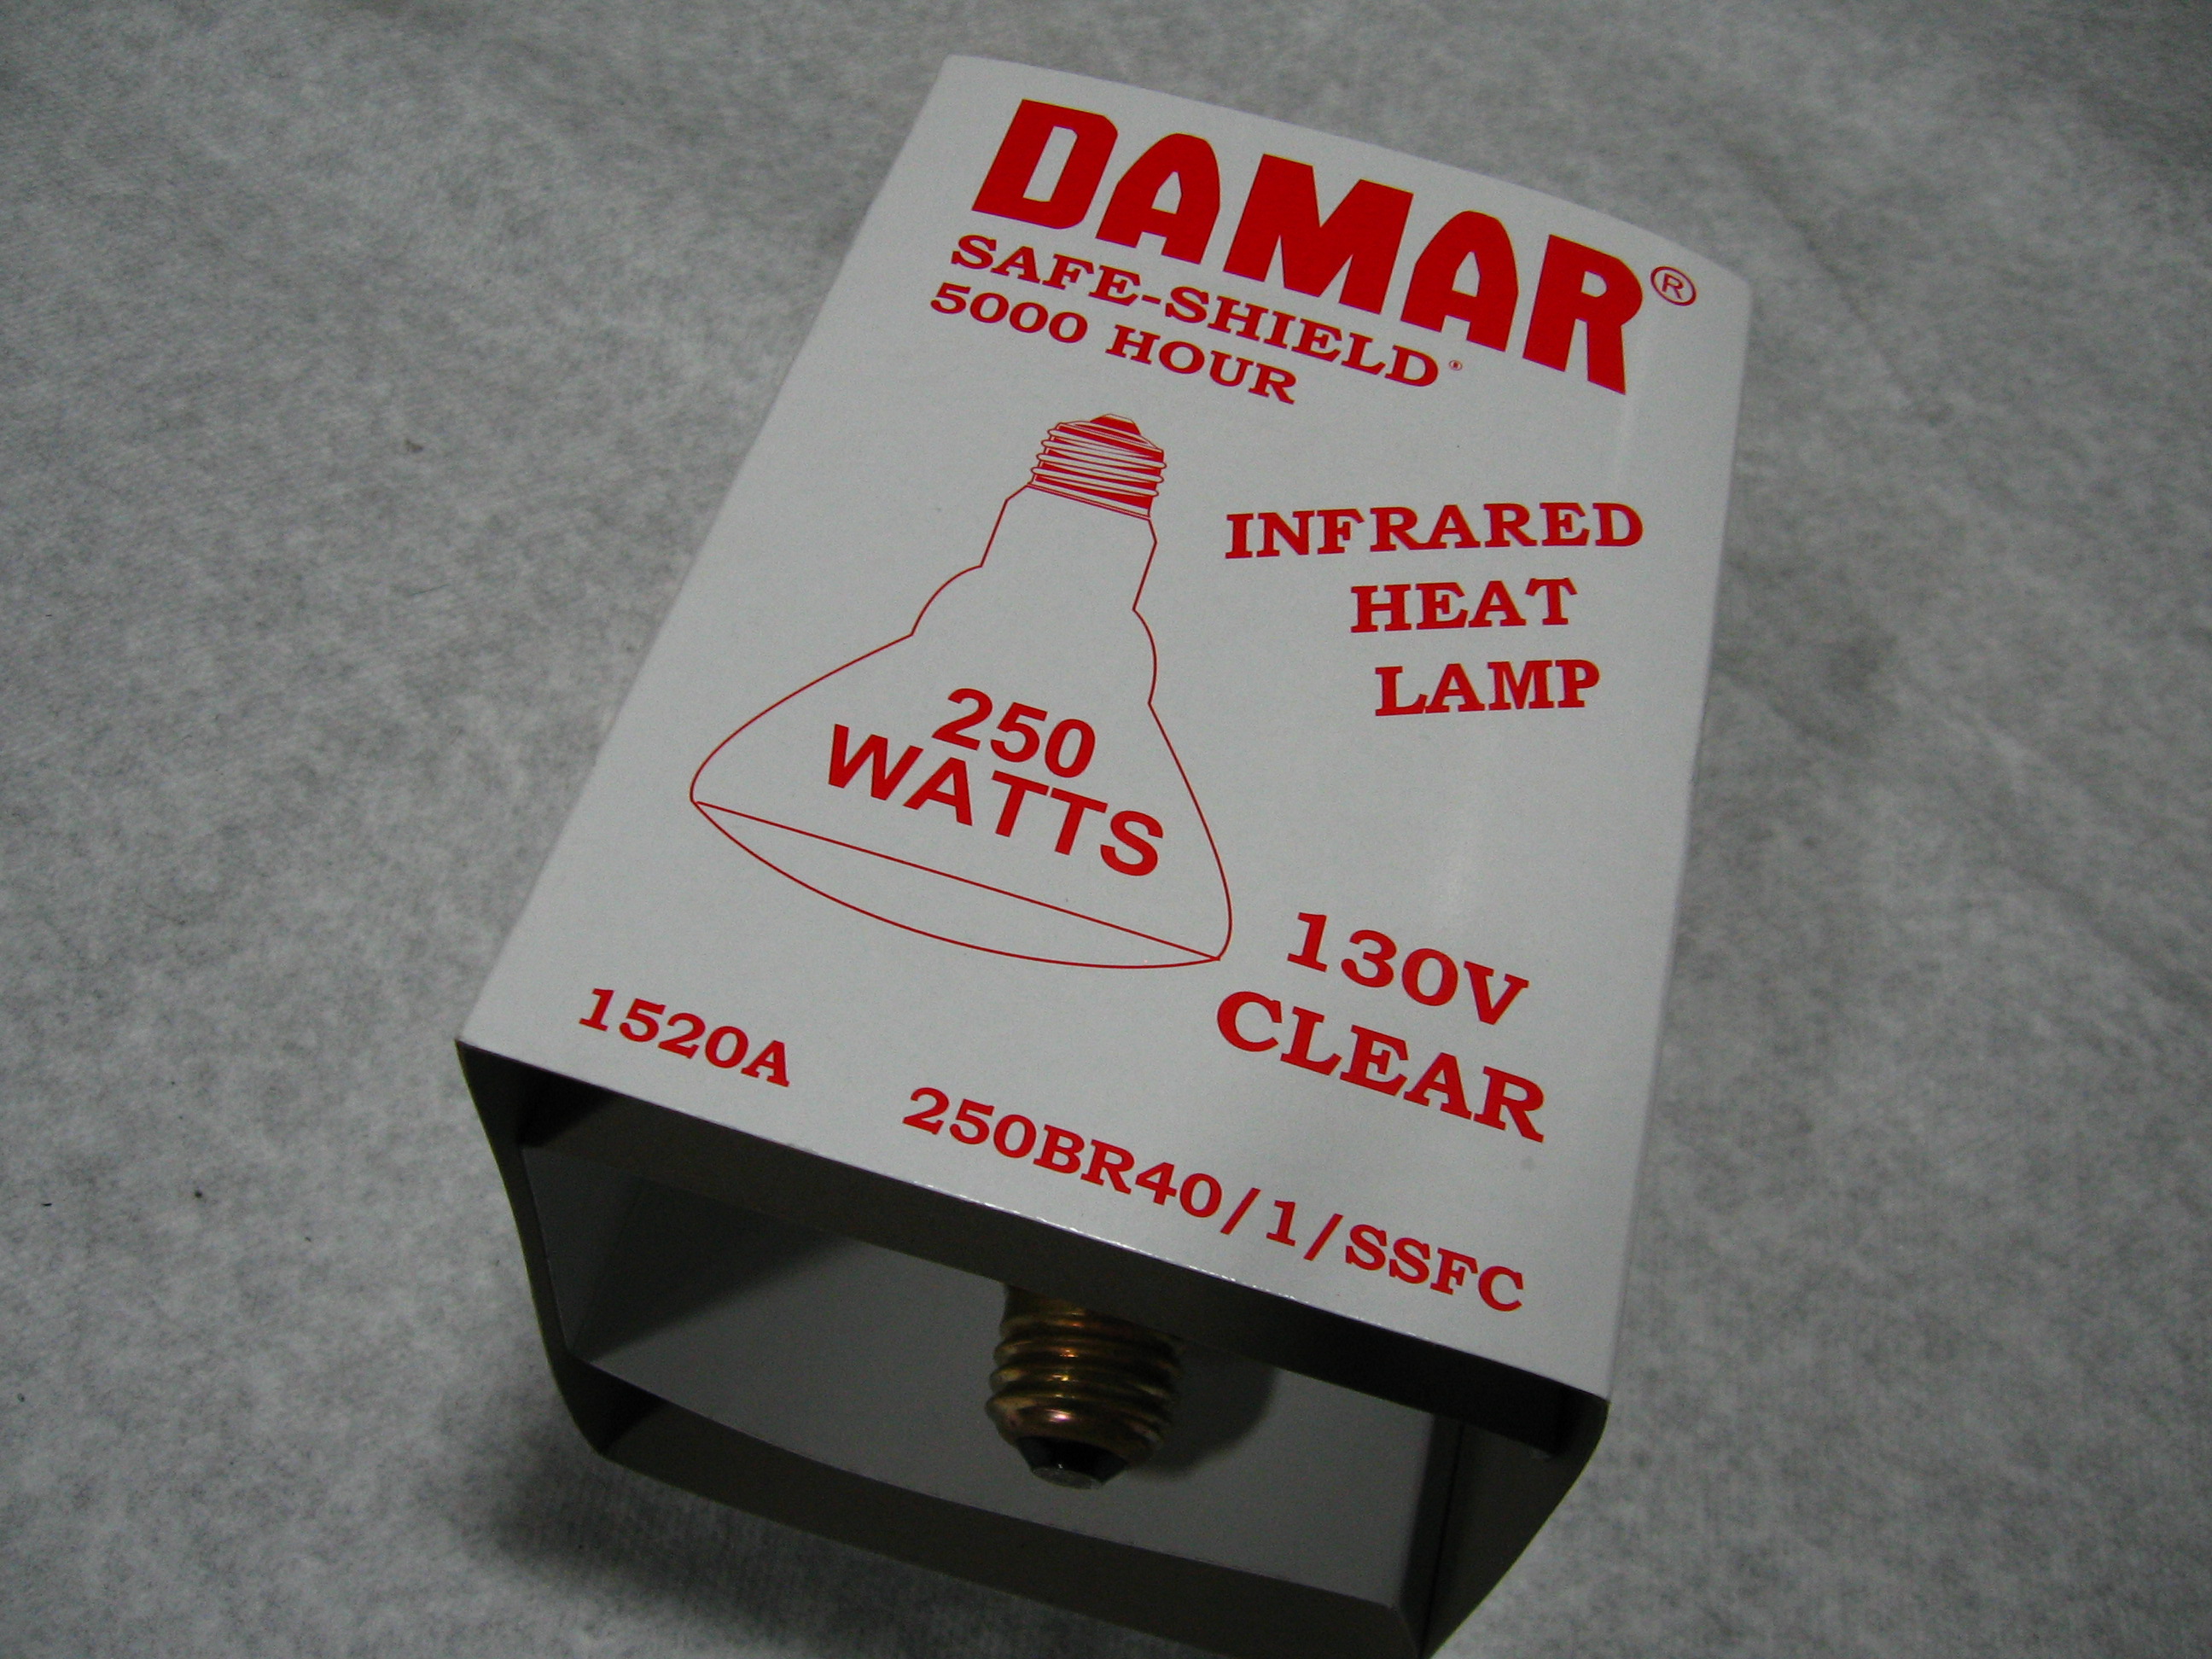 DAMAR®
SAFE-SHIELD®
5000 HOUR
INFRARED
HEAT
LAMP
250
WATTS
130V
CLEAR
1520A
250BR40/1/SSFC